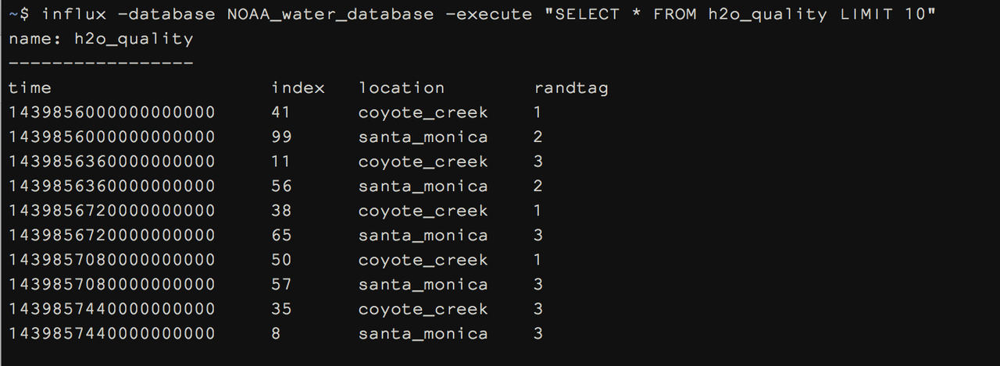 ~$ influx -database NOAA_water_database -execute "SELECT * FROM h2o_quality LIMIT 10"
name: h2o_quality
-----------------
time index location randtag
1439856000000000000 41 coyote_creek 1
1439856000000000000 99 santa_monica 2
1439856360000000000 11 coyote_creek 3
1439856360000000000 56 santa_monica 2
1439856720000000000 38 coyote_creek 1
1439856720000000000 65 santa_monica 3
1439857080000000000 50 coyote_creek 1
1439857080000000000 57 santa_monica 3
1439857440000000000 35 coyote_creek 3
1439857440000000000 8 santa_monica 3